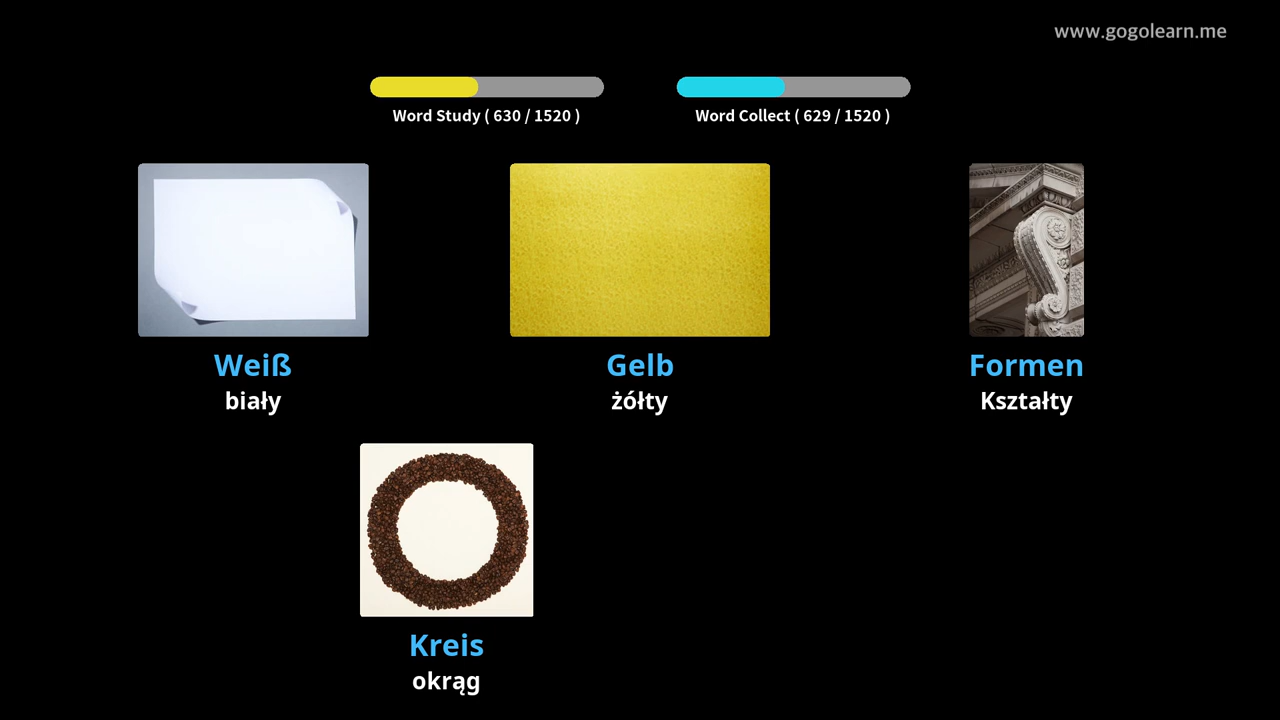 www.gogolearn.me
Word Study ( 630 / 1520 )
Word Collect ( 629 / 1520 )
Weiß
biały
Gelb
żółty
Formen
Kształty
Kreis
okrąg